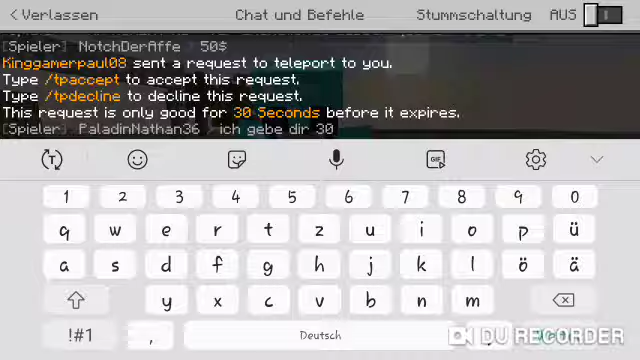 Verlassen Chat und Befehle Stummschaltung AUS
[Spieler] NotchDerAffe : 50$
Kinggamerpaul08 sent a request to teleport to you.
Type /tpaccept to accept this request.
Type /tpdecline to decline this request.
This request is only good for 30 Seconds before it expires.
[Spieler] PaladinNathan36 : ich gebe dir 30
T GIF
1 2 3 4 5 6 7 8 9 0
q w e r t z u i o p ü
a s d f g h j k l ö ä
y x c v b n m
!#1 , Deutsch .
DU RECORDER